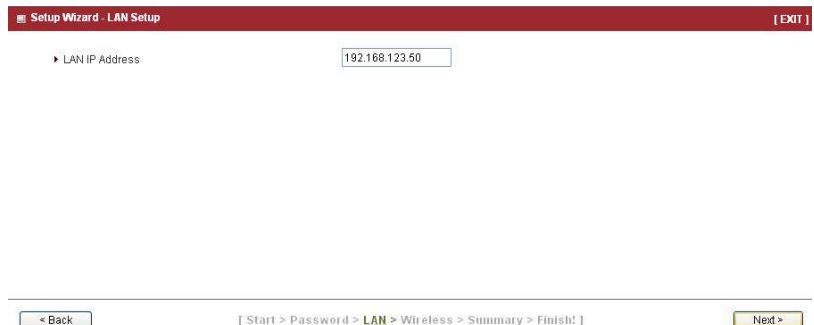 Setup Wizard - LAN Setup [ EXIT ]
LAN IP Address 192.168.123.50
< Back [ Start > Password > LAN > Wireless > Summary > Finish! ] Next >